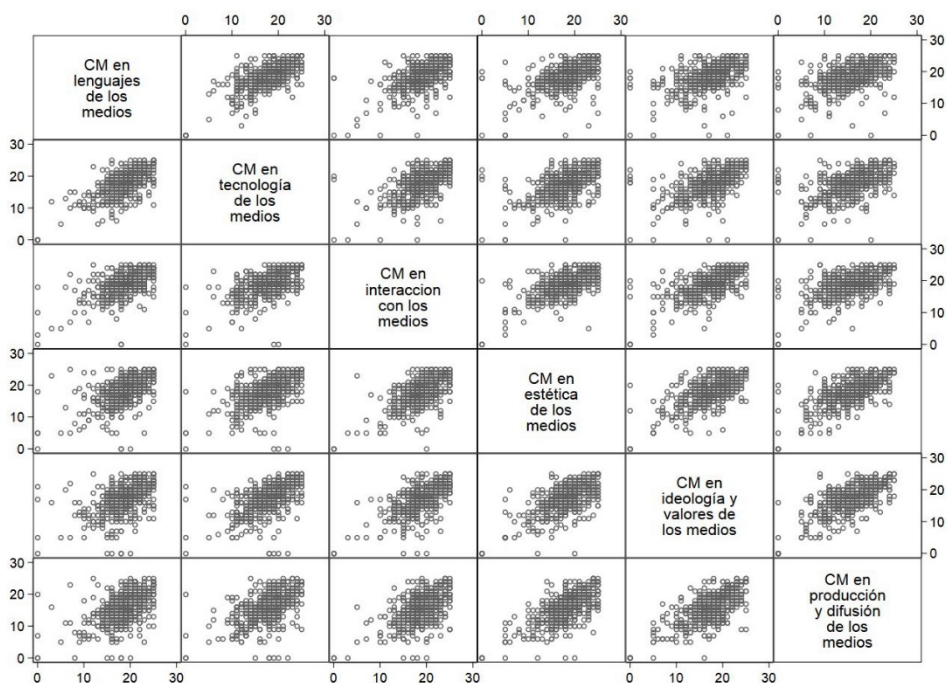 0 10 20 30
0 10 20 30
0 10 20 30
CM en
lenguajes
de los
medios
0 10 20 30
0 10 20 30
CM en
tecnología
de los
medios
0 10 20 30
CM en
interaccion
con los
medios
0 10 20 30
0 10 20 30
CM en
estética
de los
medios
CM en
ideología y
valores de
los medios
0 10 20 30
0 10 20 30
CM en
producción
y difusión
de los
medios
0 10 20 30
0 10 20 30
0 10 20 30